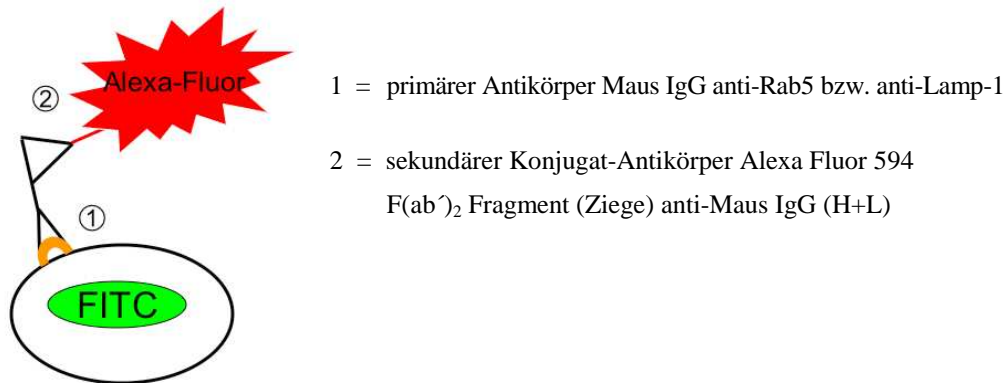 Alexa-Fluor
②
①
FITC
1 = primärer Antikörper Maus IgG anti-Rab5 bzw. anti-Lamp-1
2 = sekundärer Konjugat-Antikörper Alexa Fluor 594
F(ab´)₂ Fragment (Ziege) anti-Maus IgG (H+L)